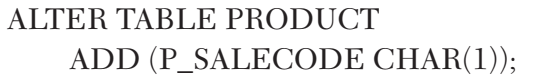 ALTER TABLE PRODUCT
ADD (P_SALECODE CHAR(1));